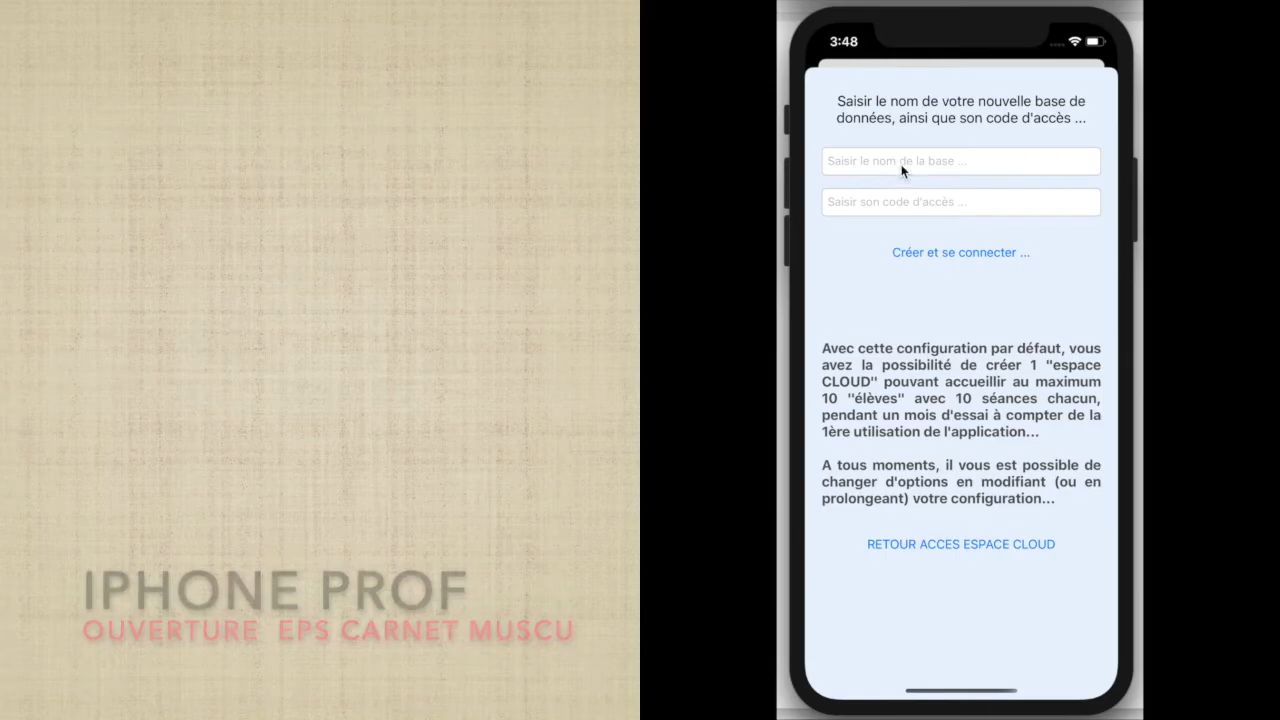 IPHONE PROF
OUVERTURE EPS CARNET MUSCU
3:48
Saisir le nom de votre nouvelle base de
données, ainsi que son code d'accès ...
Saisir le nom de la base ...
Saisir son code d'accès ...
Créer et se connecter ...
Avec cette configuration par défaut, vous
avez la possibilité de créer 1 "espace
CLOUD" pouvant accueillir au maximum
10 "élèves" avec 10 séances chacun,
pendant un mois d'essai à compter de la
1ère utilisation de l'application...
A tous moments, il vous est possible de
changer d'options en modifiant (ou en
prolongeant) votre configuration...
RETOUR ACCES ESPACE CLOUD